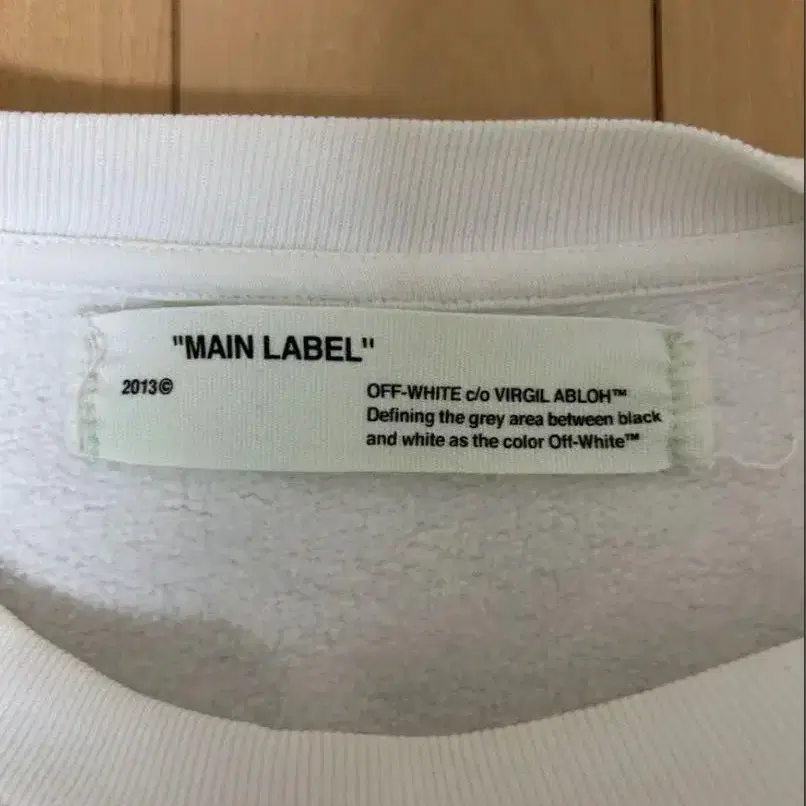 "MAIN LABEL"
2013©
OFF-WHITE c/o VIRGIL ABLOH™
Defining the grey area between black
and white as the color Off-White™